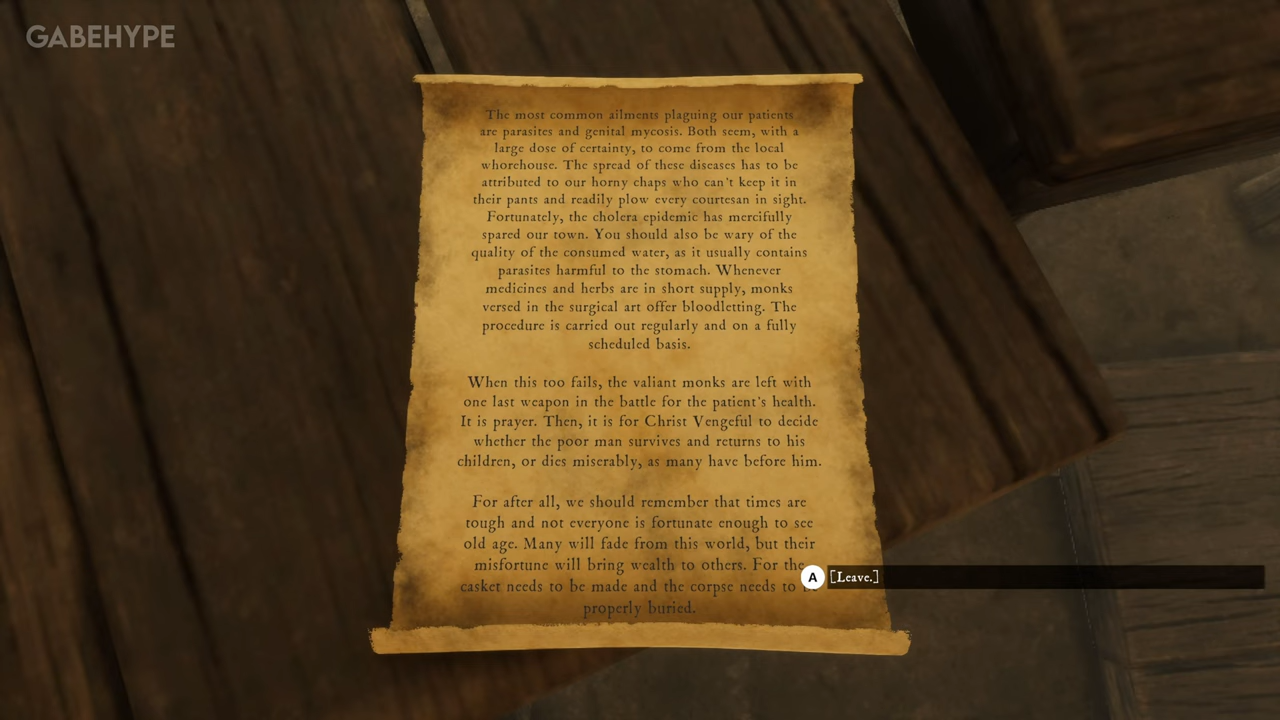 GABEHYPE
The most common ailments plaguing our patients
are parasites and genital mycosis. Both seem, with a
large dose of certainty, to come from the local
whorehouse. The spread of these diseases has to be
attributed to our horny chaps who can't keep it in
their pants and readily plow every courtesan in sight.
Fortunately, the cholera epidemic has mercifully
spared our town. You should also be wary of the
quality of the consumed water, as it usually contains
parasites harmful to the stomach. Whenever
medicines and herbs are in short supply, monks
versed in the surgical art offer bloodletting. The
procedure is carried out regularly and on a fully
scheduled basis.
When this too fails, the valiant monks are left with
one last weapon in the battle for the patient's health.
It is prayer. Then, it is for Christ Vengeful to decide
whether the poor man survives and returns to his
children, or dies miserably, as many have before him.
For after all, we should remember that times are
tough and not everyone is fortunate enough to see
old age. Many will fade from this world, but their
misfortune will bring wealth to others. For the
casket needs to be made and the corpse needs to
properly buried.
A [Leave.]